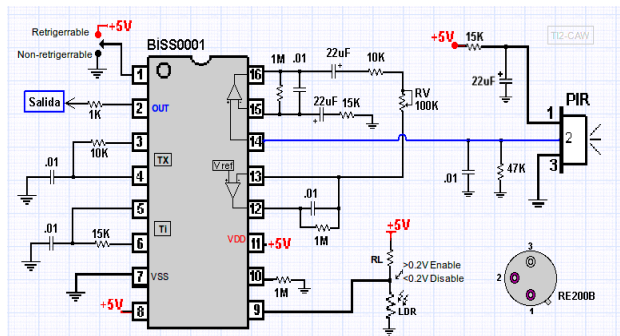 Retrigerrable
+5V
Non-retrigerrable
BISS0001
Salida
1K
1
2
OUT
3
TX
4
10K
.01
5
Ti
6
15K
.01
7
VSS
8
+5V
16
15
14
13
Vref
12
VDD
11
+5V
10
1M
9
1M
.01
22uF
10K
22uF
15K
RV
100K
.01
1M
+5V
15K
22uF
TI2-CAW
PIR
1
2
3
.01
47K
+5V
RL
>0.2V Enable
<0.2V Disable
LDR
3
2
1
RE200B